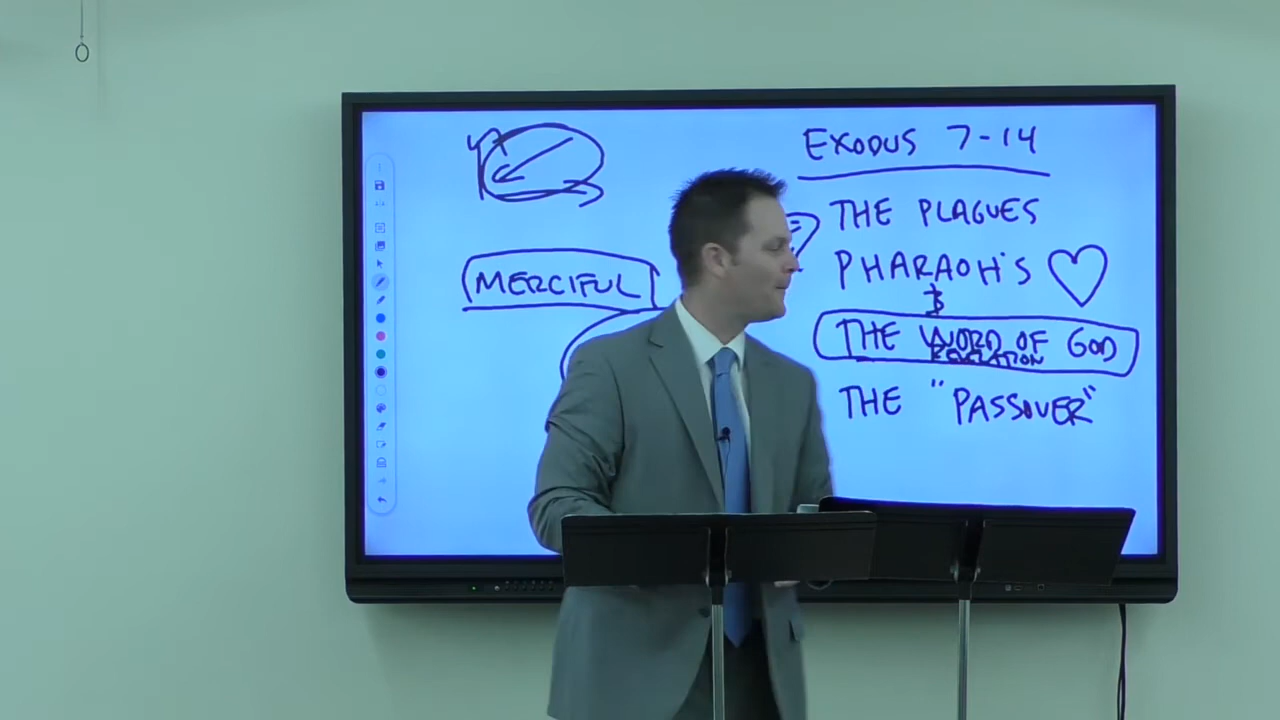 EXODUS 7-14
THE PLAGUES
PHARAOH'S
THE WORD OF GOD
REVELATION
THE "PASSOVER"
MERCIFUL